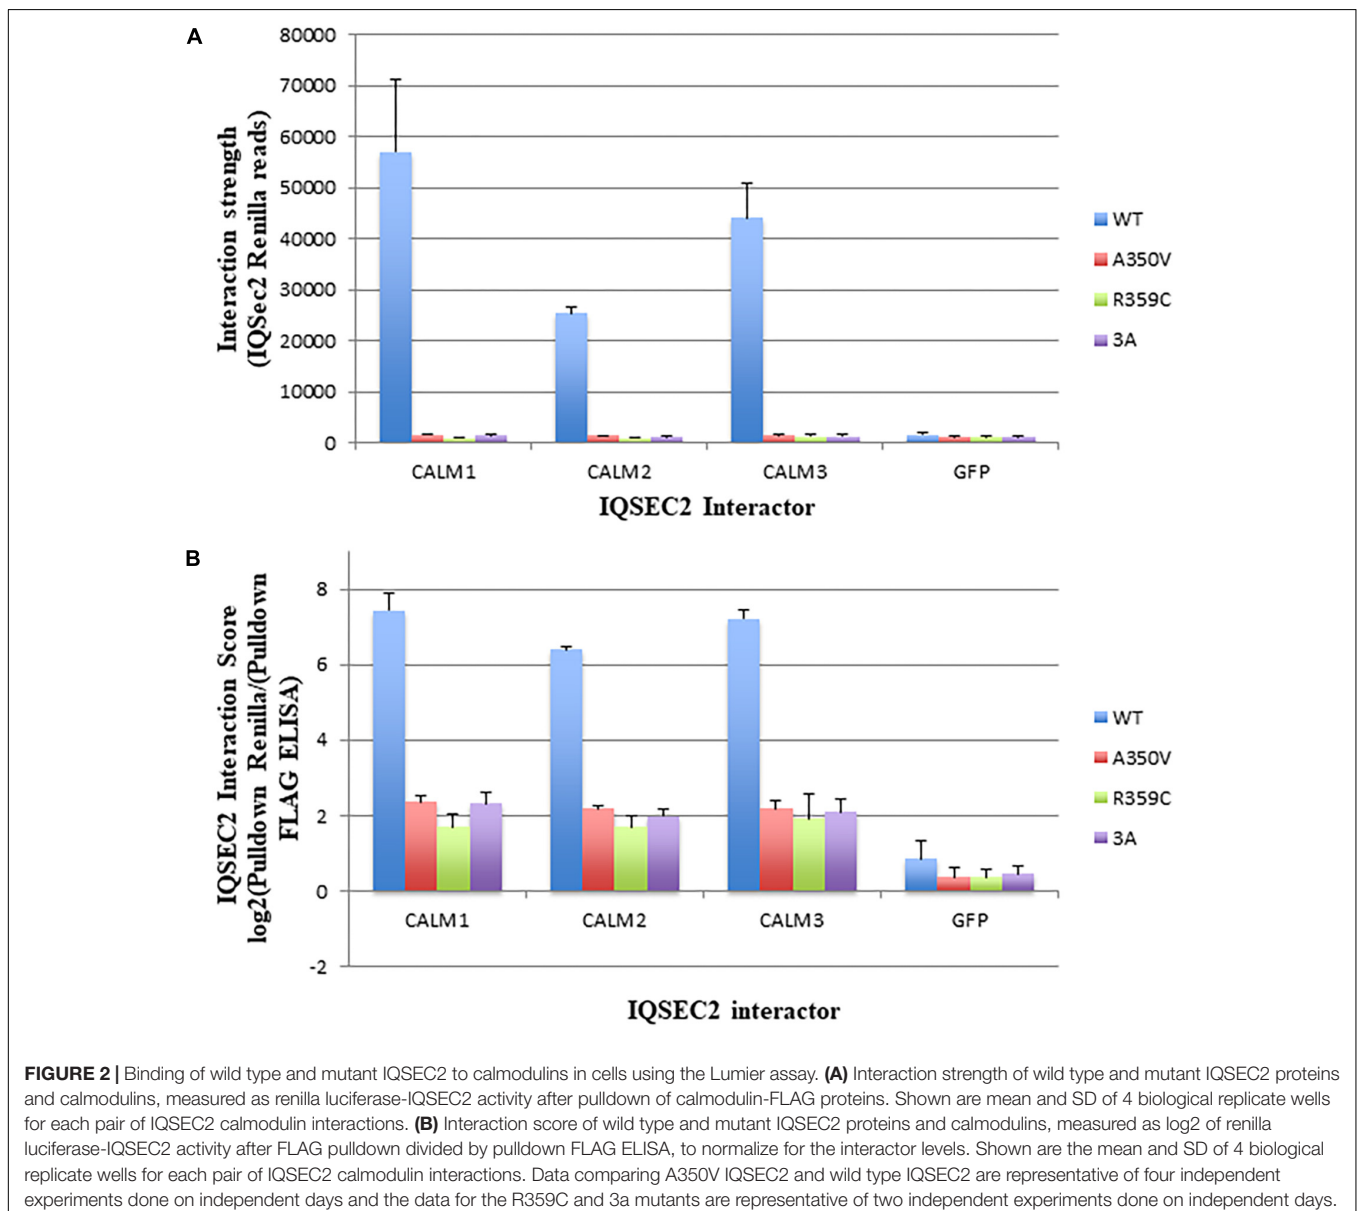 A
80000
70000
60000
50000
40000
30000
20000
10000
0
Interaction strength
(IQSec2 Renilla reads)
CALM1 CALM2 CALM3 GFP
IQSEC2 Interactor
WT
A350V
R359C
3A
B
8
6
4
2
0
-2
IQSEC2 Interaction Score
log2(Pulldown Renilla/(Pulldown
FLAG ELISA)
CALM1 CALM2 CALM3 GFP
IQSEC2 interactor
WT
A350V
R359C
3A
FIGURE 2 | Binding of wild type and mutant IQSEC2 to calmodulins in cells using the Lumier assay. (A) Interaction strength of wild type and mutant IQSEC2 proteins
and calmodulins, measured as renilla luciferase-IQSEC2 activity after pulldown of calmodulin-FLAG proteins. Shown are mean and SD of 4 biological replicate wells
for each pair of IQSEC2 calmodulin interactions. (B) Interaction score of wild type and mutant IQSEC2 proteins and calmodulins, measured as log2 of renilla
luciferase-IQSEC2 activity after FLAG pulldown divided by pulldown FLAG ELISA, to normalize for the interactor levels. Shown are the mean and SD of 4 biological
replicate wells for each pair of IQSEC2 calmodulin interactions. Data comparing A350V IQSEC2 and wild type IQSEC2 are representative of four independent
experiments done on independent days and the data for the R359C and 3a mutants are representative of two independent experiments done on independent days.